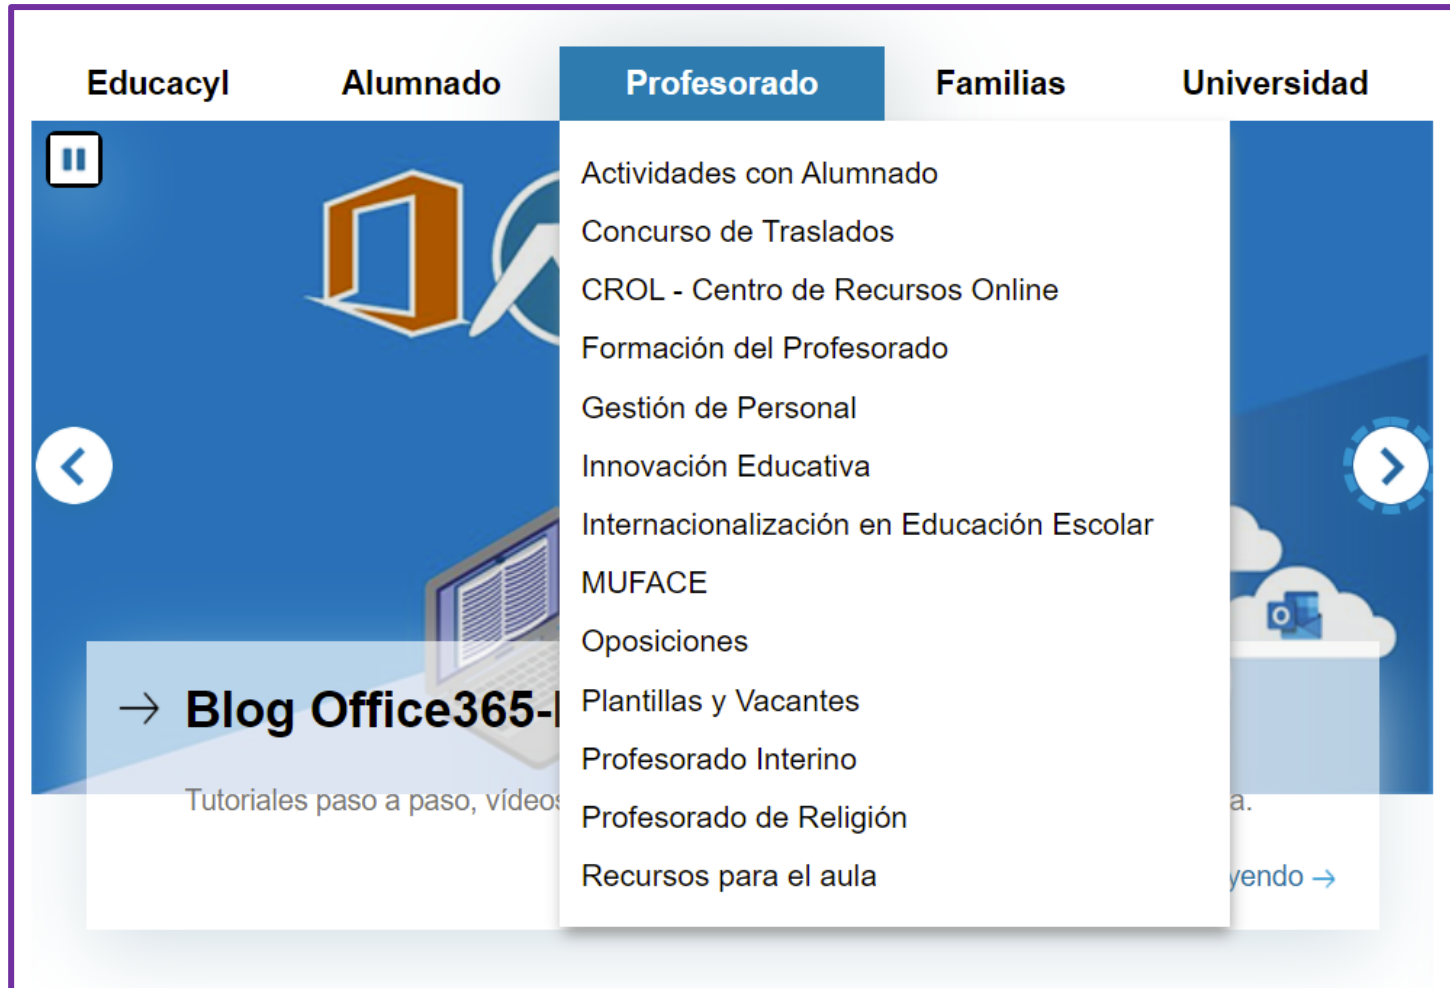 Educacyl Alumnado Profesorado Familias Universidad
Actividades con Alumnado
Concurso de Traslados
CROL - Centro de Recursos Online
Formación del Profesorado
Gestión de Personal
Innovación Educativa
Internacionalización en Educación Escolar
MUFACE
Oposiciones
Plantillas y Vacantes
Profesorado Interino
Profesorado de Religión
Recursos para el aula
→ Blog Office365-
Tutoriales paso a paso, vídeos a.
yendo →